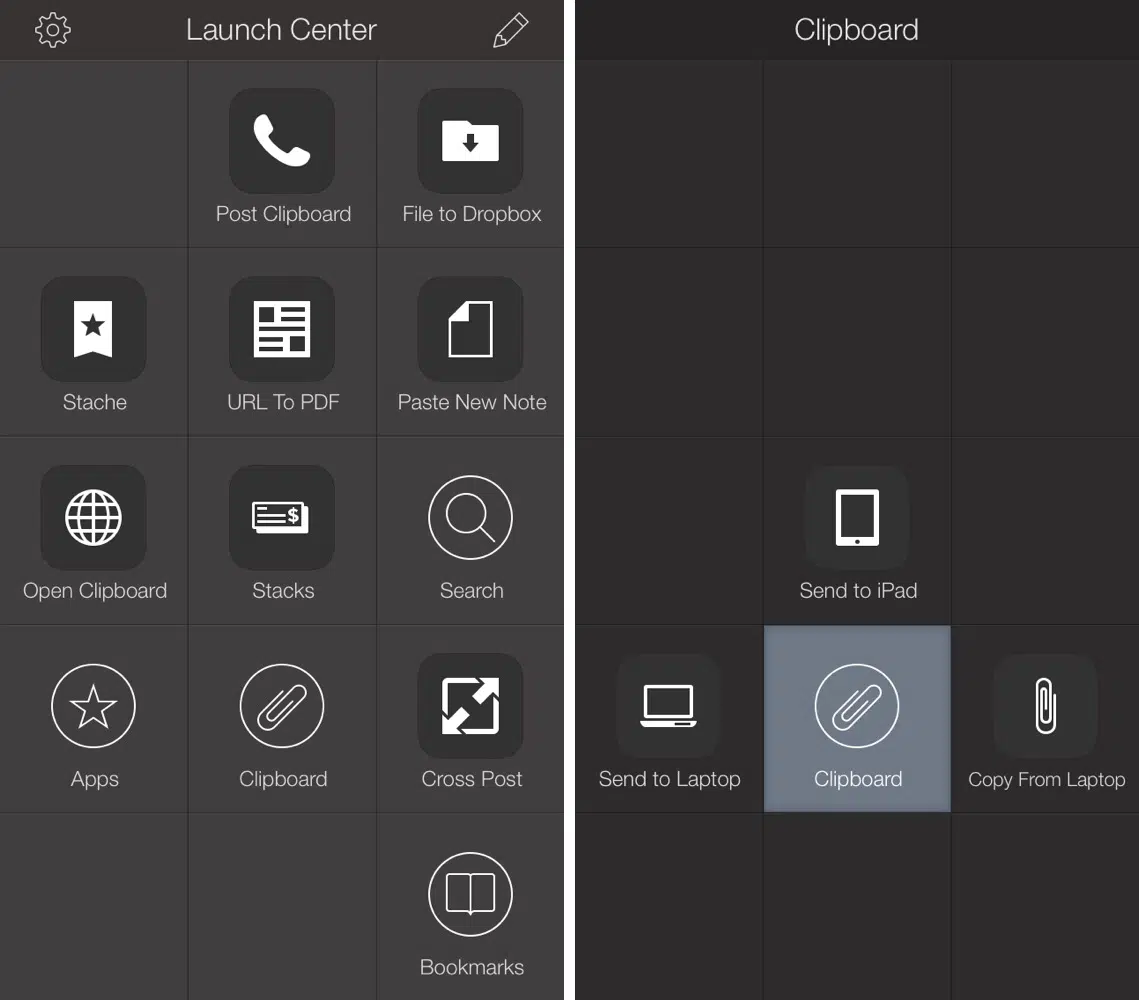 Launch Center
Post Clipboard
File to Dropbox
Stache
URL To PDF
Paste New Note
Open Clipboard
$
Stacks
Search
Apps
Clipboard
Cross Post
Bookmarks
Clipboard
Send to iPad
Send to Laptop
Clipboard
Copy From Laptop